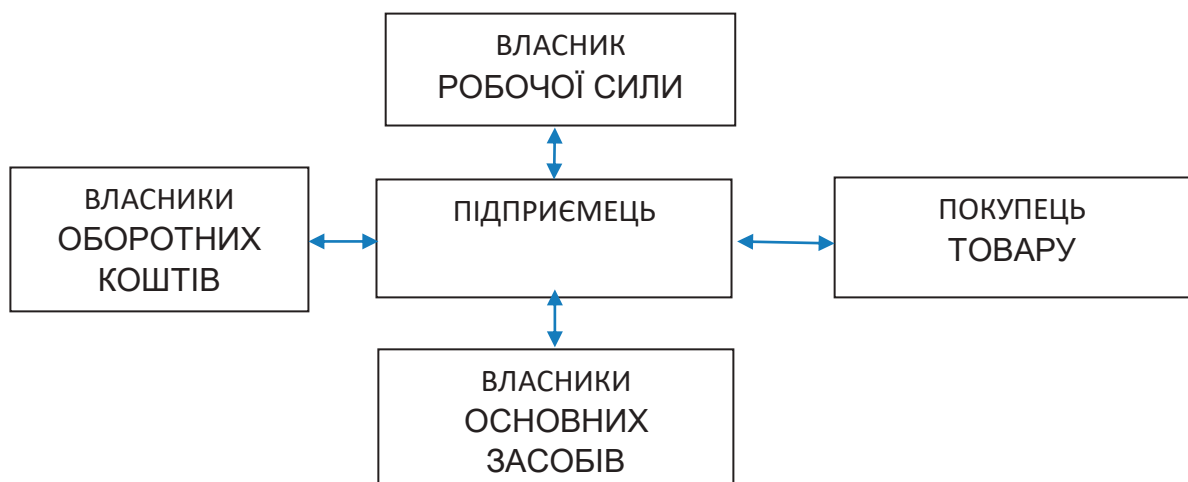 ВЛАСНИК
РОБОЧОЇ СИЛИ
ВЛАСНИКИ
ОБОРОТНИХ
КОШТІВ
ПІДПРИЄМЕЦЬ
ПОКУПЕЦЬ
ТОВАРУ
ВЛАСНИКИ
ОСНОВНИХ
ЗАСОБІВ